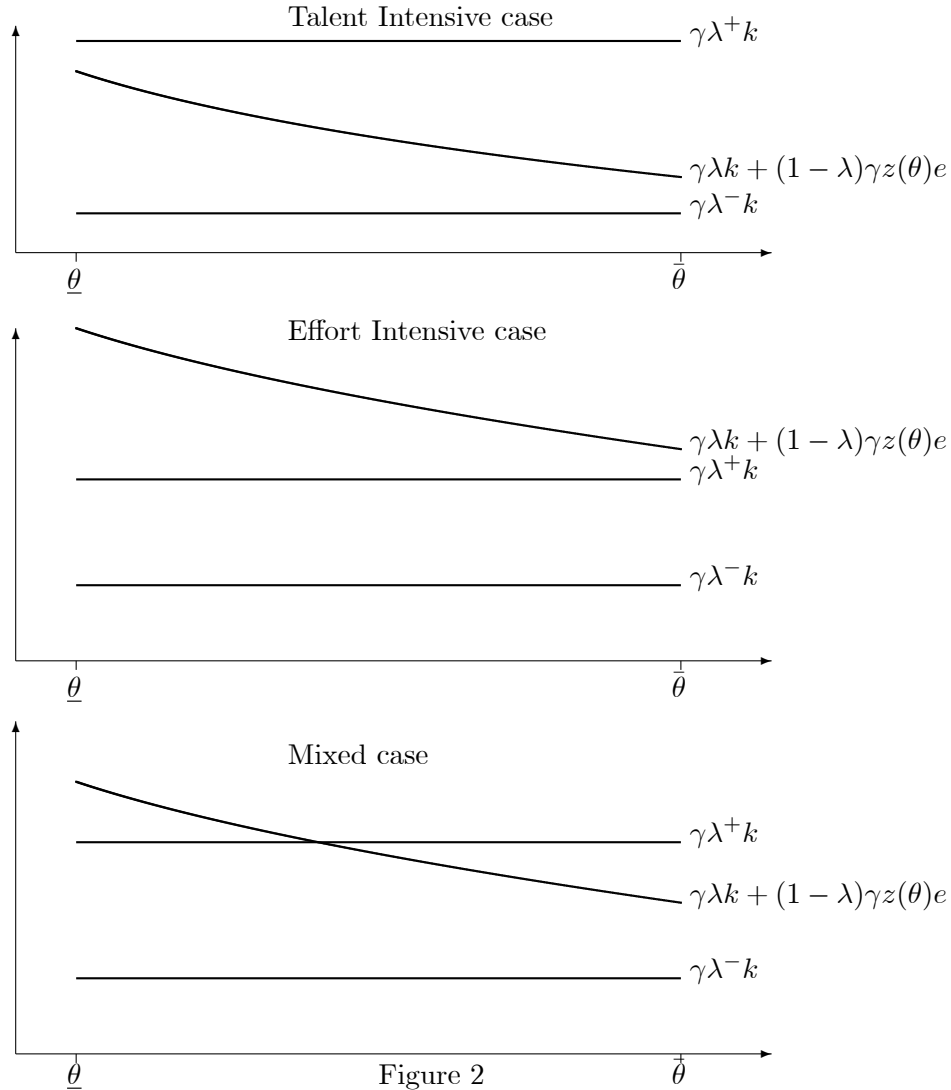 Talent Intensive case
γλ⁺k
γλk + (1 − λ)γz(θ)e
γλ⁻k
θ̲ θ̄
Effort Intensive case
γλk + (1 − λ)γz(θ)e
γλ⁺k
γλ⁻k
θ̲ θ̄
Mixed case
γλ⁺k
γλk + (1 − λ)γz(θ)e
γλ⁻k
θ̲ θ̄
Figure 2